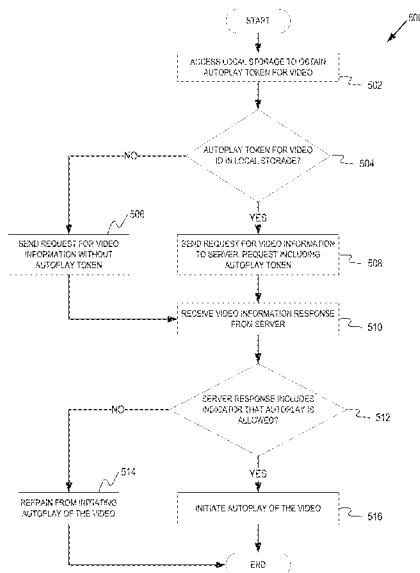 500
START
ACCESS LOCAL STORAGE TO OBTAIN
AUTOPLAY TOKEN FOR VIDEO
502
AUTOPLAY TOKEN FOR VIDEO
ID IN LOCAL STORAGE?
504
NO
YES
506
SEND REQUEST FOR VIDEO
INFORMATION WITHOUT
AUTOPLAY TOKEN
SEND REQUEST FOR VIDEO INFORMATION
TO SERVER, REQUEST INCLUDING
AUTOPLAY TOKEN
508
RECEIVE VIDEO INFORMATION RESPONSE
FROM SERVER
510
SERVER RESPONSE INCLUDES
INDICATOR THAT AUTOPLAY IS
ALLOWED?
512
NO
YES
514
REFRAIN FROM INITIATING
AUTOPLAY OF THE VIDEO
INITIATE AUTOPLAY OF THE VIDEO
516
END